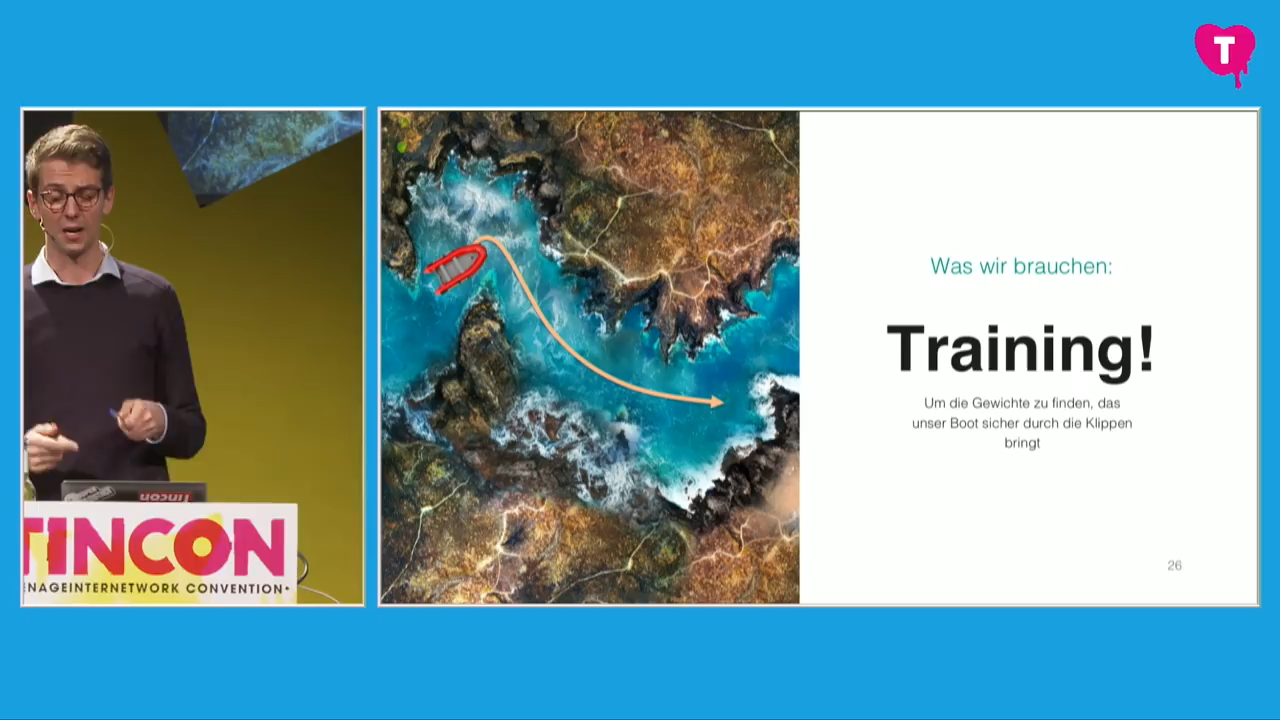 T
Was wir brauchen:
Training!
Um die Gewichte zu finden, das
unser Boot sicher durch die Klippen
bringt
26
Tincon
TINCON
ENAGEINTERNETWORK CONVENTION